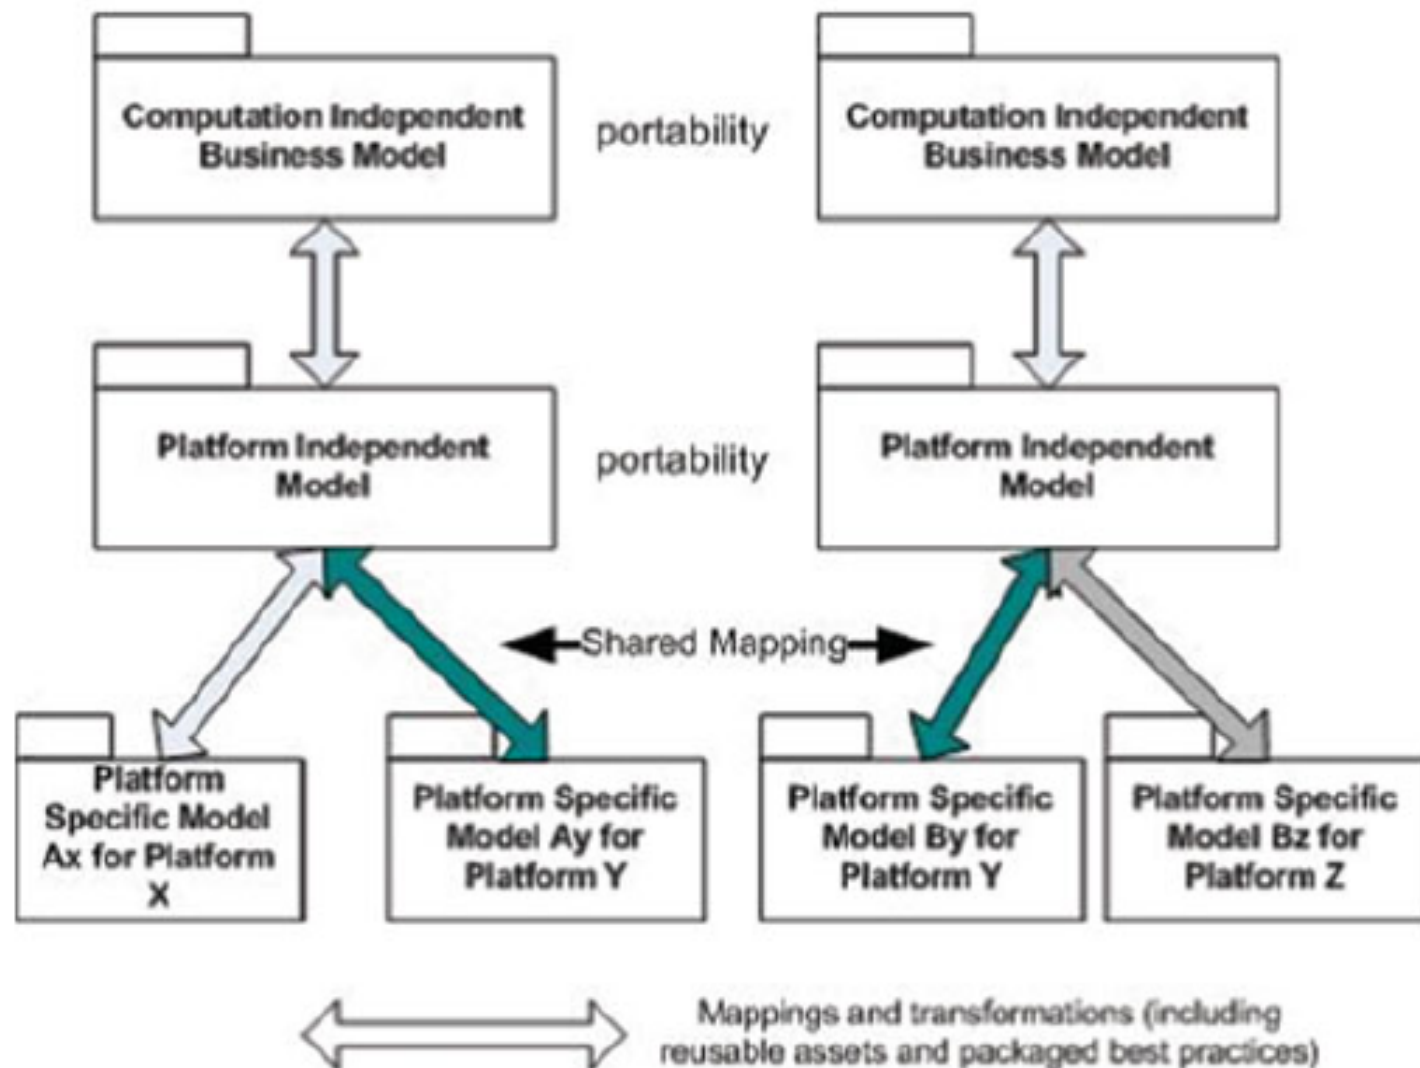 Computation Independent
Business Model
portability
Computation Independent
Business Model
Platform Independent
Model
portability
Platform Independent
Model
Shared Mapping
Platform
Specific Model
Ax for Platform
X
Platform Specific
Model Ay for
Platform Y
Platform Specific
Model By for
Platform Y
Platform Specific
Model Bz for
Platform Z
Mappings and transformations (including
reusable assets and packaged best practices)